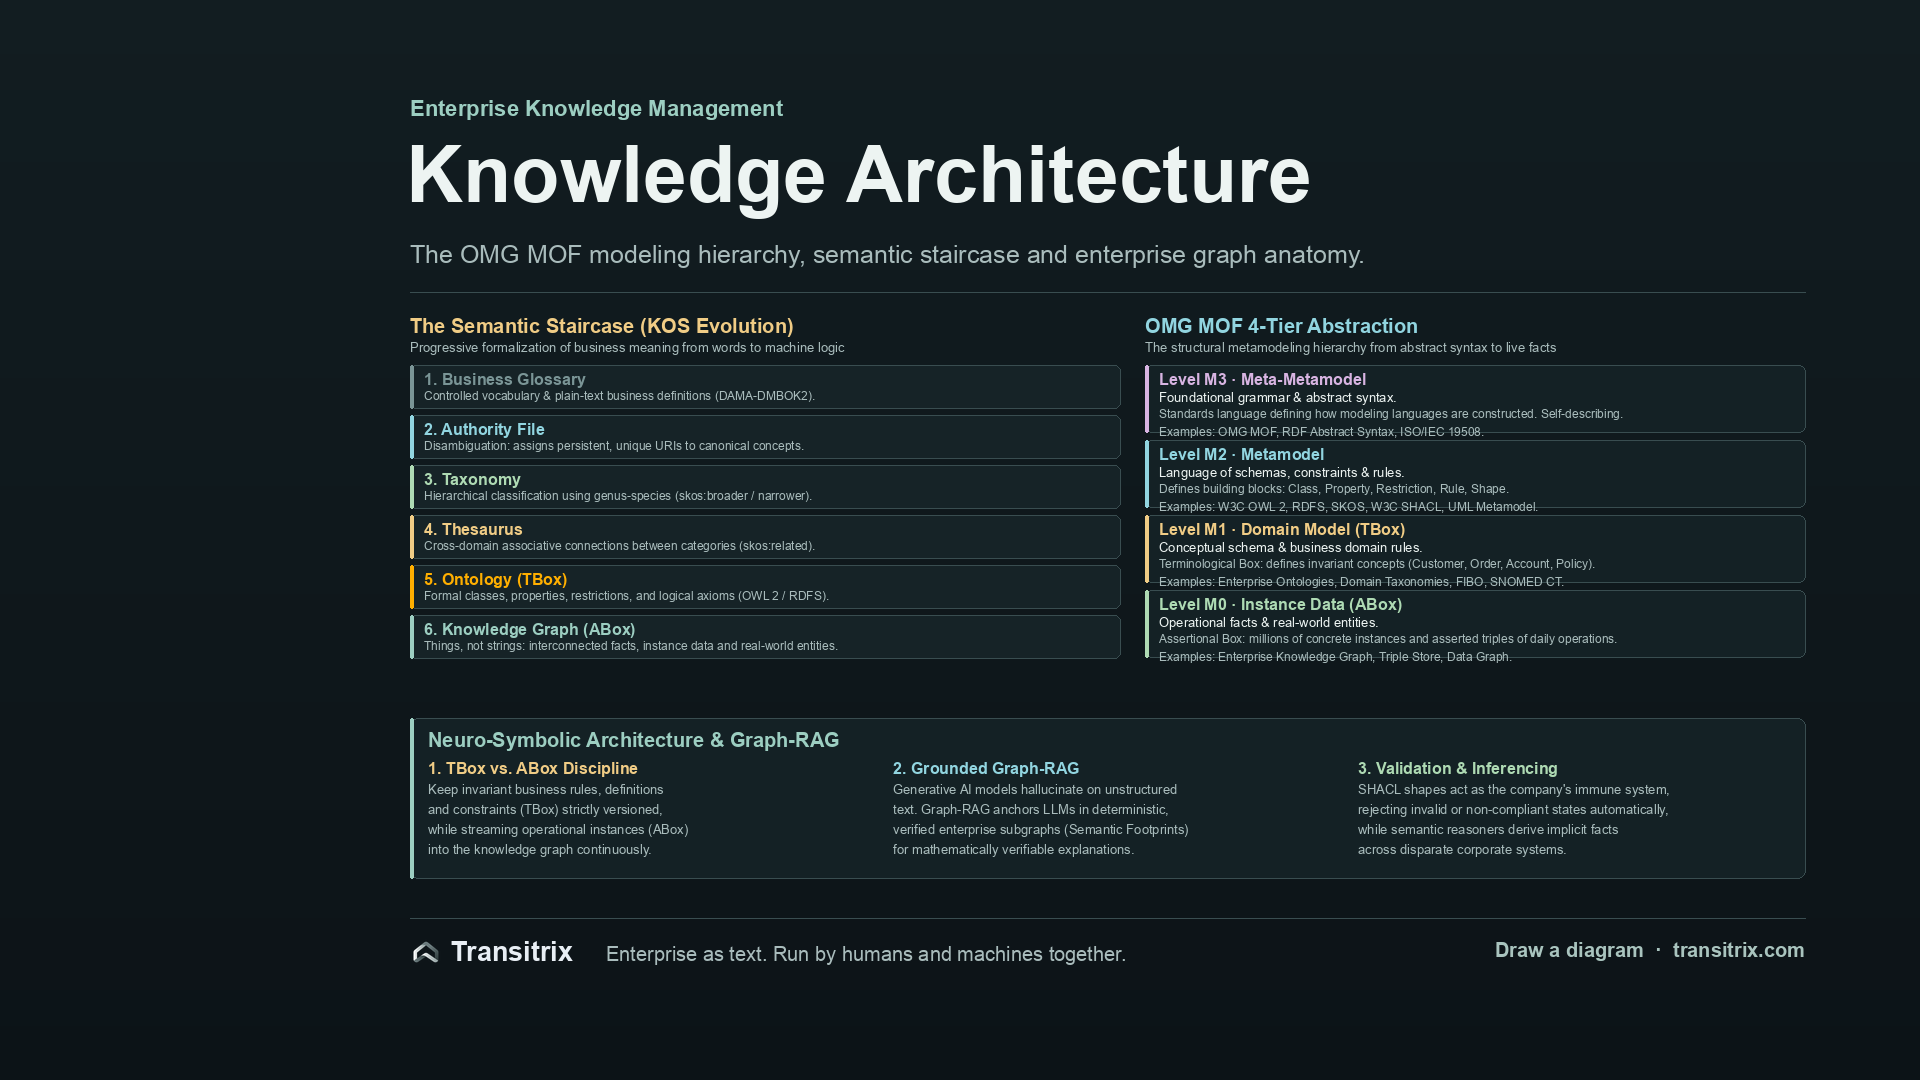 Enterprise Knowledge Management
Knowledge Architecture
The OMG MOF modeling hierarchy, semantic staircase and enterprise graph anatomy.
The Semantic Staircase (KOS Evolution)
Progressive formalization of business meaning from words to machine logic
1. Business Glossary
Controlled vocabulary & plain-text business definitions (DAMA-DMBOK2).
2. Authority File
Disambiguation: assigns persistent, unique URIs to canonical concepts.
3. Taxonomy
Hierarchical classification using genus-species (skos:broader / narrower).
4. Thesaurus
Cross-domain associative connections between categories (skos:related).
5. Ontology (TBox)
Formal classes, properties, restrictions, and logical axioms (OWL 2 / RDFS).
6. Knowledge Graph (ABox)
Things, not strings: interconnected facts, instance data and real-world entities.
OMG MOF 4-Tier Abstraction
The structural metamodeling hierarchy from abstract syntax to live facts
Level M3 · Meta-Metamodel
Foundational grammar & abstract syntax.
Standards language defining how modeling languages are constructed. Self-describing.
Examples: OMG MOF, RDF Abstract Syntax, ISO/IEC 19508.
Level M2 · Metamodel
Language of schemas, constraints & rules.
Defines building blocks: Class, Property, Restriction, Rule, Shape.
Examples: W3C OWL 2, RDFS, SKOS, W3C SHACL, UML Metamodel.
Level M1 · Domain Model (TBox)
Conceptual schema & business domain rules.
Terminological Box: defines invariant concepts (Customer, Order, Account, Policy).
Examples: Enterprise Ontologies, Domain Taxonomies, FIBO, SNOMED CT.
Level M0 · Instance Data (ABox)
Operational facts & real-world entities.
Assertional Box: millions of concrete instances and asserted triples of daily operations.
Examples: Enterprise Knowledge Graph, Triple Store, Data Graph.
Neuro-Symbolic Architecture & Graph-RAG
1. TBox vs. ABox Discipline
Keep invariant business rules, definitions
and constraints (TBox) strictly versioned,
while streaming operational instances (ABox)
into the knowledge graph continuously.
2. Grounded Graph-RAG
Generative AI models hallucinate on unstructured
text. Graph-RAG anchors LLMs in deterministic,
verified enterprise subgraphs (Semantic Footprints)
for mathematically verifiable explanations.
3. Validation & Inferencing
SHACL shapes act as the company's immune system,
rejecting invalid or non-compliant states automatically,
while semantic reasoners derive implicit facts
across disparate corporate systems.
Transitrix
Enterprise as text. Run by humans and machines together.
Draw a diagram · transitrix.com